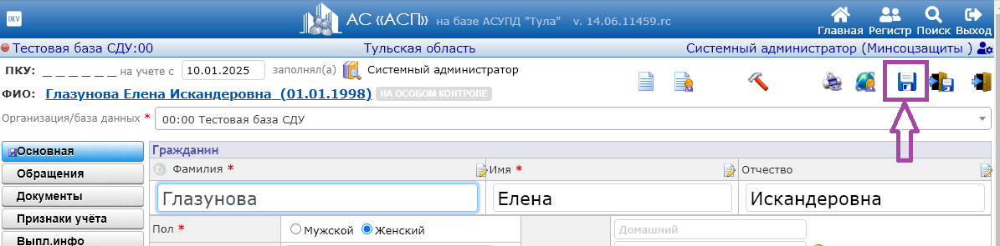 DEV
АС «АСП» на базе АСУПД "Тула" v. 14.06.11459.rc
Главная Регистр Поиск Выход
Тестовая база СДУ:00 Тульская область Системный администратор (Минсоцзащиты )
ПКУ: _ _ _ _ _ _ на учете с 10.01.2025 заполнял(а) Системный администратор
ФИО: Глазунова Елена Искандеровна (01.01.1998) НА ОСОБОМ КОНТРОЛЕ
Организация/база данных * 00:00 Тестовая база СДУ
Основная Гражданин
Обращения Фамилия * Имя * Отчество
Документы Глазунова Елена Искандеровна
Признаки учёта Пол * Мужской Женский Домашний
Выпл.инфо